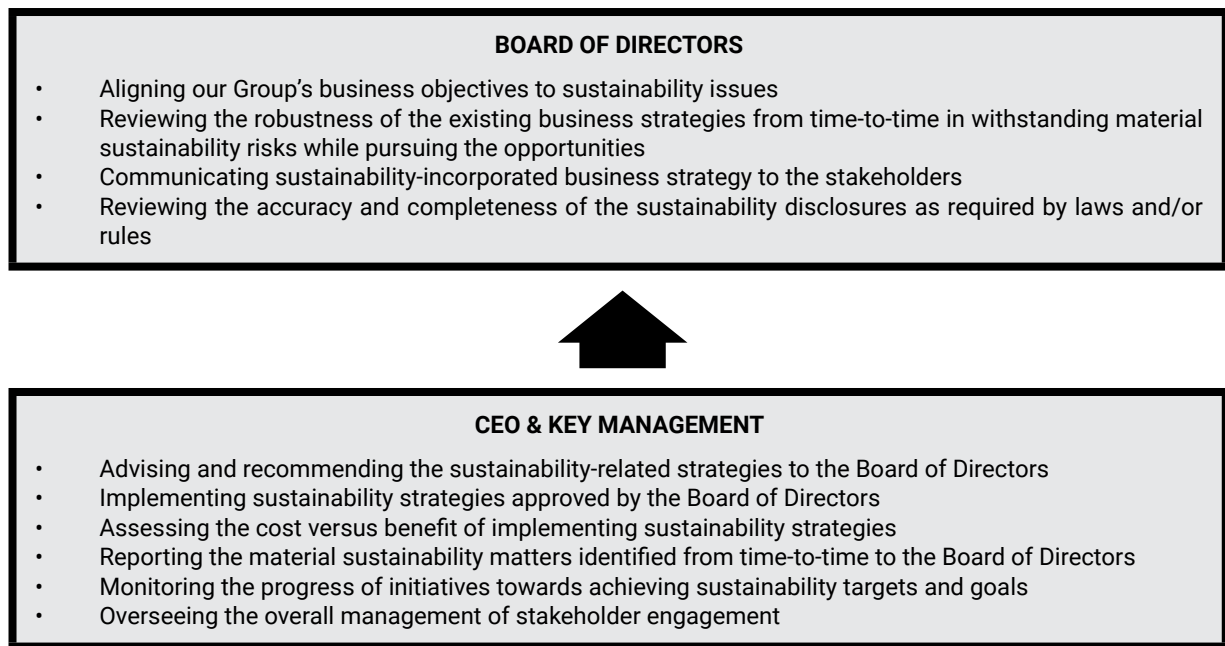 BOARD OF DIRECTORS
• Aligning our Group's business objectives to sustainability issues
• Reviewing the robustness of the existing business strategies from time-to-time in withstanding material
sustainability risks while pursuing the opportunities
• Communicating sustainability-incorporated business strategy to the stakeholders
• Reviewing the accuracy and completeness of the sustainability disclosures as required by laws and/or
rules
CEO & KEY MANAGEMENT
• Advising and recommending the sustainability-related strategies to the Board of Directors
• Implementing sustainability strategies approved by the Board of Directors
• Assessing the cost versus benefit of implementing sustainability strategies
• Reporting the material sustainability matters identified from time-to-time to the Board of Directors
• Monitoring the progress of initiatives towards achieving sustainability targets and goals
• Overseeing the overall management of stakeholder engagement